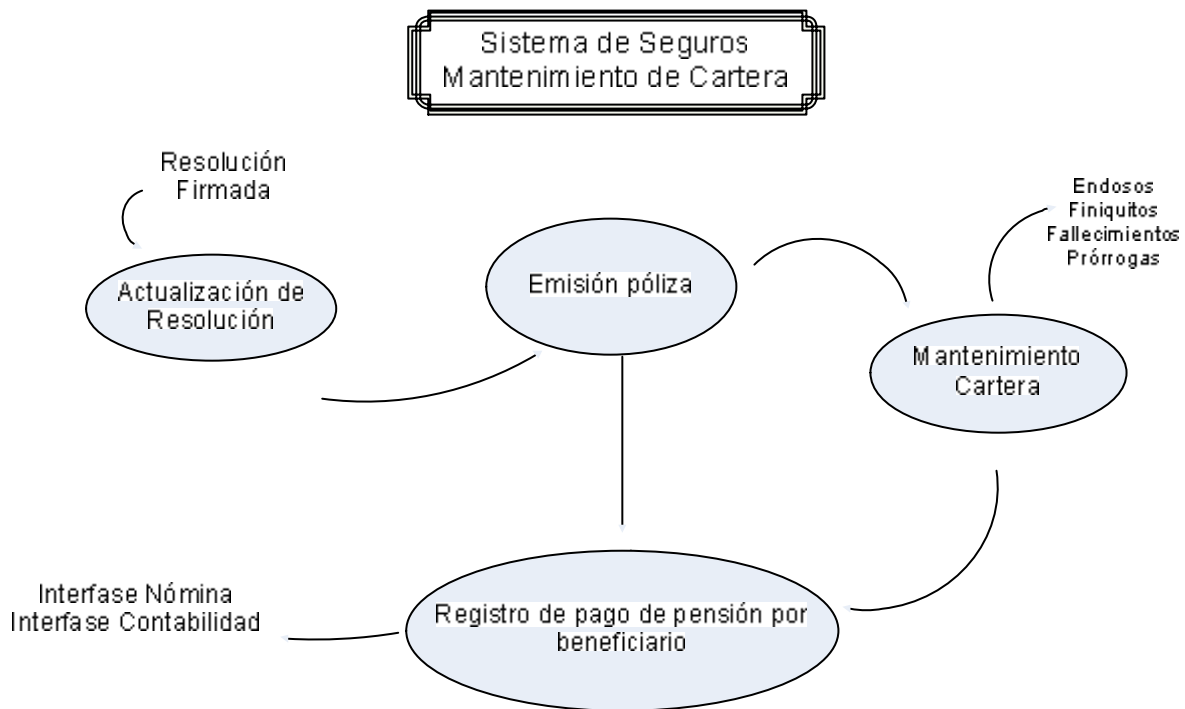 Sistema de Seguros
Mantenimiento de Cartera
Resolución
Firmada
Endosos
Finiquitos
Fallecimientos
Prórrogas
Actualización de
Resolución
Emisión póliza
Mantenimiento
Cartera
Interfase Nómina
Interfase Contabilidad
Registro de pago de pensión por
beneficiario